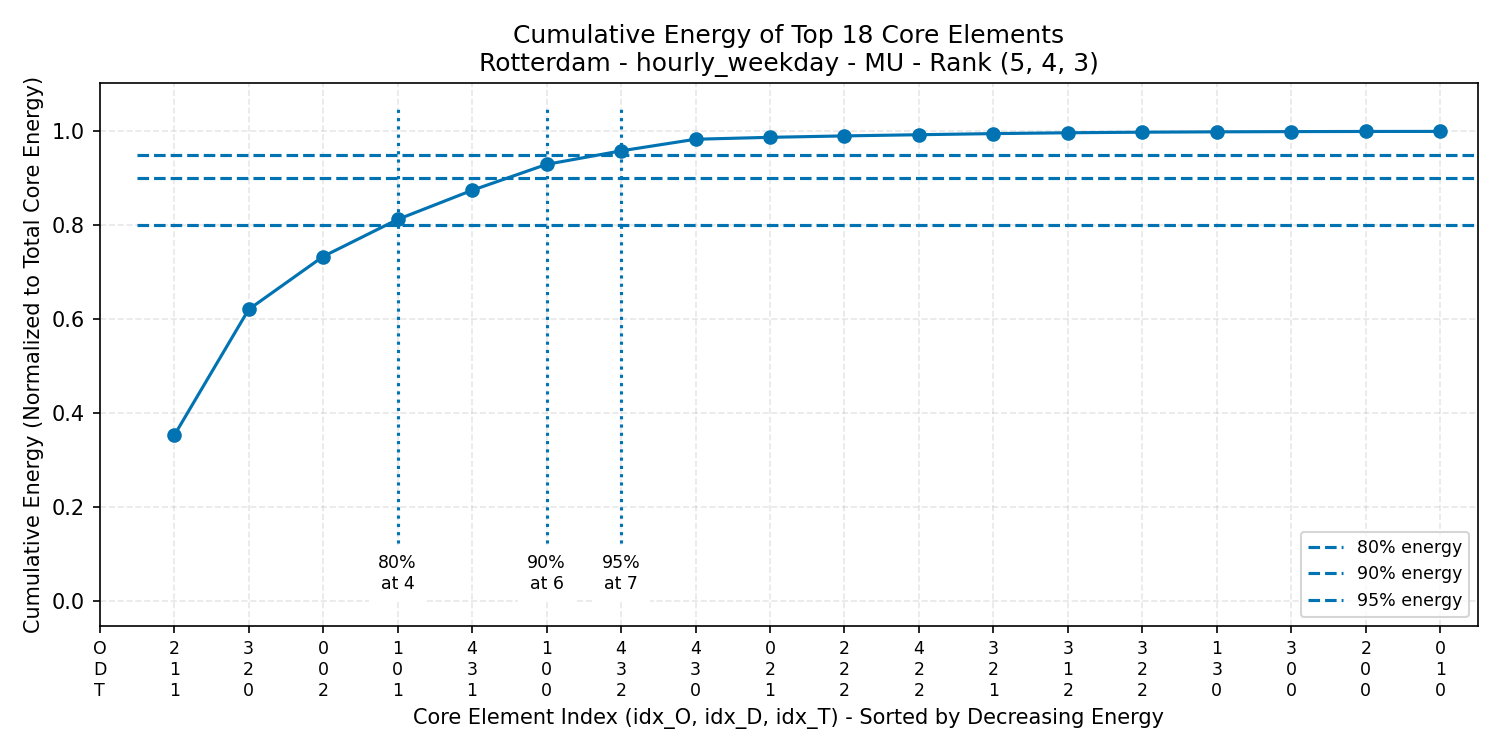 Cumulative Energy of Top 18 Core Elements
Rotterdam - hourly_weekday - MU - Rank (5, 4, 3)
Cumulative Energy (Normalized to Total Core Energy)
1.0
0.8
0.6
0.4
0.2
0.0
80%
at 4
90%
at 6
95%
at 7
80% energy
90% energy
95% energy
O 2 3 0 1 4 1 4 4 0 2 4 3 3 3 1 3 2 0
D 1 2 0 0 3 0 3 3 2 2 2 2 1 2 3 0 0 1
T 1 0 2 1 1 0 2 0 1 2 2 1 2 2 0 0 0 0
Core Element Index (idx_O, idx_D, idx_T) - Sorted by Decreasing Energy